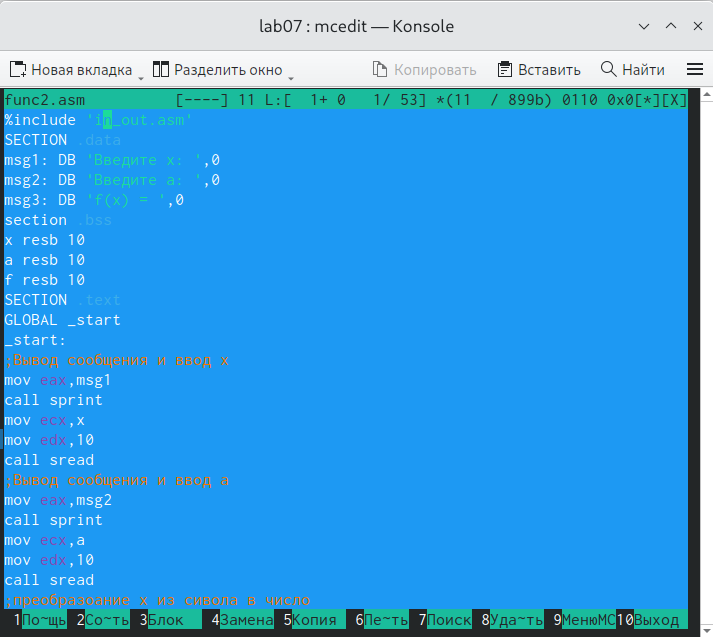 lab07 : mcedit — Konsole
Новая вкладка Разделить окно Копировать Вставить Найти
func2.asm [----] 11 L:[ 1+ 0 1/ 53] *(11 / 899b) 0110 0x0[*][X]
%include 'in_out.asm'
SECTION .data
msg1: DB 'Введите x: ',0
msg2: DB 'Введите a: ',0
msg3: DB 'f(x) = ',0
section .bss
x resb 10
a resb 10
f resb 10
SECTION .text
GLOBAL _start
_start:
;Вывод сообщения и ввод x
mov eax,msg1
call sprint
mov ecx,x
mov edx,10
call sread
;Вывод сообщения и ввод a
mov eax,msg2
call sprint
mov ecx,a
mov edx,10
call sread
;преобразоание x из сивола в число
1По~щь 2Со~ть 3Блок 4Замена 5Копия 6Пе~ть 7Поиск 8Уда~ть 9МенюМС 10Выход